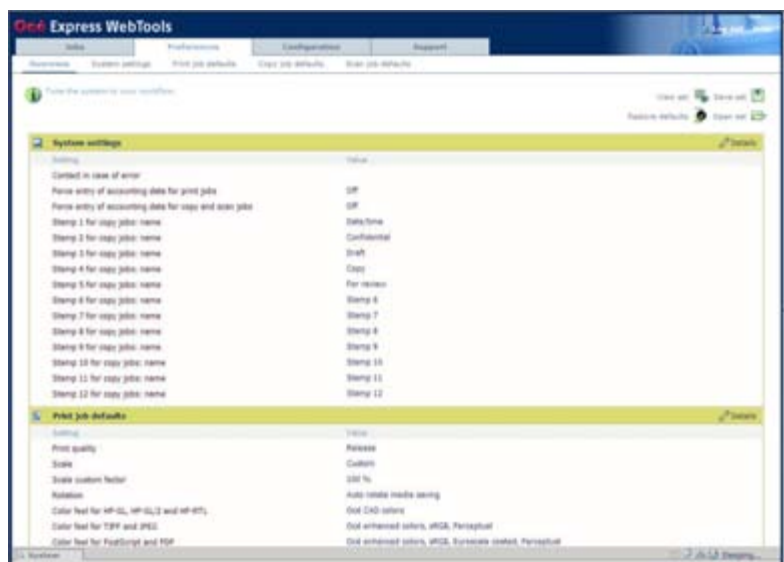 Océ Express WebTools
Jobs Preferences Configuration Support
Overview System settings Print job defaults Copy job defaults Scan job defaults
Tune the system to your workflow
View set Save set
Restore defaults Open set
System settings Details
Setting Value
Contact in case of error
Force entry of accounting data for print jobs Off
Force entry of accounting data for copy and scan jobs Off
Stamp 1 for copy jobs: name Date/time
Stamp 2 for copy jobs: name Confidential
Stamp 3 for copy jobs: name Draft
Stamp 4 for copy jobs: name Copy
Stamp 5 for copy jobs: name For review
Stamp 6 for copy jobs: name Stamp 6
Stamp 7 for copy jobs: name Stamp 7
Stamp 8 for copy jobs: name Stamp 8
Stamp 9 for copy jobs: name Stamp 9
Stamp 10 for copy jobs: name Stamp 10
Stamp 11 for copy jobs: name Stamp 11
Stamp 12 for copy jobs: name Stamp 12
Print job defaults Details
Setting Value
Print quality Release
Scale Custom
Scale custom factor 100 %
Rotation Auto rotate media saving
Color feel for HP-GL, HP-GL/2 and HP-RTL Océ CAD colors
Color feel for TIFF and JPEG Océ enhanced colors, sRGB, Perceptual
Color feel for PostScript and PDF Océ enhanced colors, sRGB, Euroscale coated, Perceptual
Sleeping...